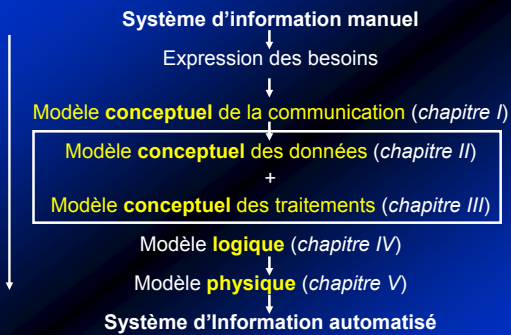 Système d'information manuel
Expression des besoins
Modèle conceptuel de la communication (chapitre I)
Modèle conceptuel des données (chapitre II)
+
Modèle conceptuel des traitements (chapitre III)
Modèle logique (chapitre IV)
Modèle physique (chapitre V)
Système d'Information automatisé